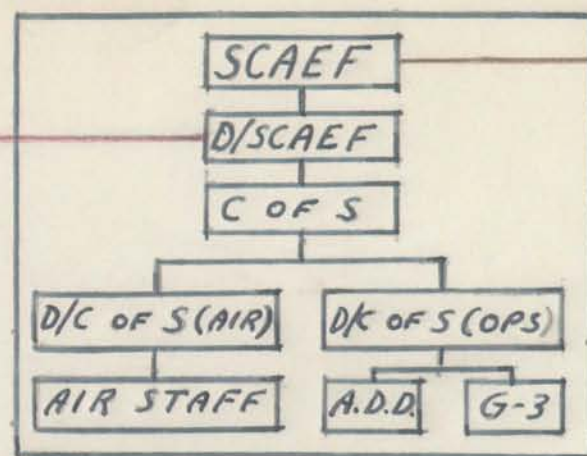 SCAEF
D/SCAEF
C OF S
D/C OF S (AIR) D/C OF S (OPS)
AIR STAFF A.D.D. G-3